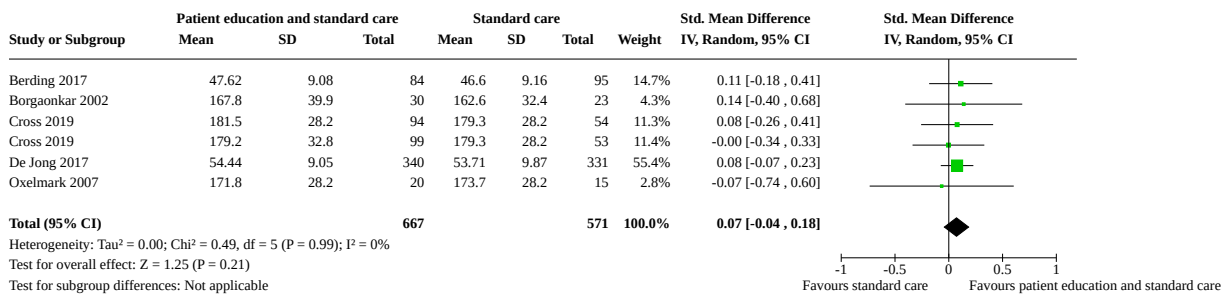 Patient education and standard care Standard care Std. Mean Difference Std. Mean Difference
Study or Subgroup Mean SD Total Mean SD Total Weight IV, Random, 95% CI IV, Random, 95% CI
Berding 2017 47.62 9.08 84 46.6 9.16 95 14.7% 0.11 [-0.18 , 0.41]
Borgaonkar 2002 167.8 39.9 30 162.6 32.4 23 4.3% 0.14 [-0.40 , 0.68]
Cross 2019 181.5 28.2 94 179.3 28.2 54 11.3% 0.08 [-0.26 , 0.41]
Cross 2019 179.2 32.8 99 179.3 28.2 53 11.4% -0.00 [-0.34 , 0.33]
De Jong 2017 54.44 9.05 340 53.71 9.87 331 55.4% 0.08 [-0.07 , 0.23]
Oxelmark 2007 171.8 28.2 20 173.7 28.2 15 2.8% -0.07 [-0.74 , 0.60]
Total (95% CI) 667 571 100.0% 0.07 [-0.04 , 0.18]
Heterogeneity: Tau² = 0.00; Chi² = 0.49, df = 5 (P = 0.99); I² = 0%
Test for overall effect: Z = 1.25 (P = 0.21) -1 -0.5 0 0.5 1
Test for subgroup differences: Not applicable Favours standard care Favours patient education and standard care